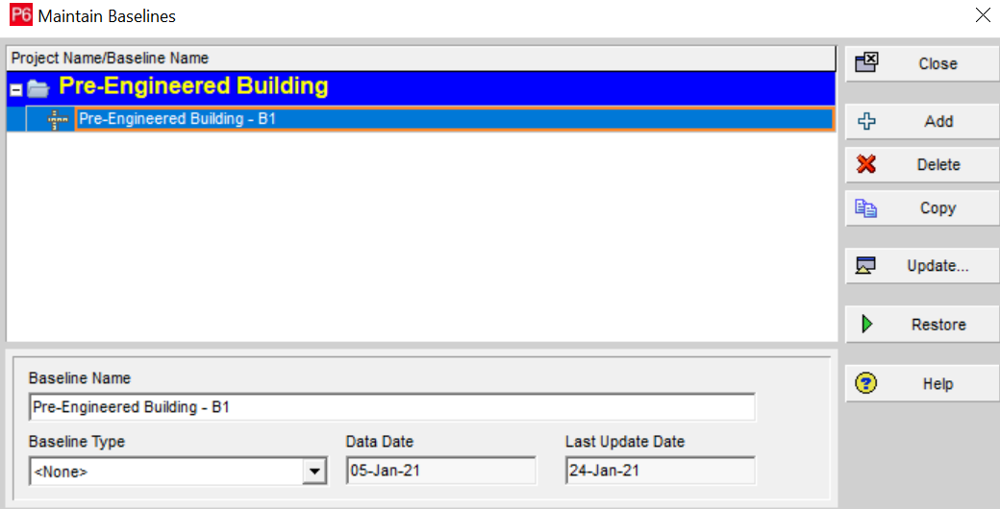 P6 Maintain Baselines
Project Name/Baseline Name
Pre-Engineered Building
Pre-Engineered Building - B1
Close
Add
Delete
Copy
Update...
Restore
Help
Baseline Name
Pre-Engineered Building - B1
Baseline Type Data Date Last Update Date
<None> 05-Jan-21 24-Jan-21